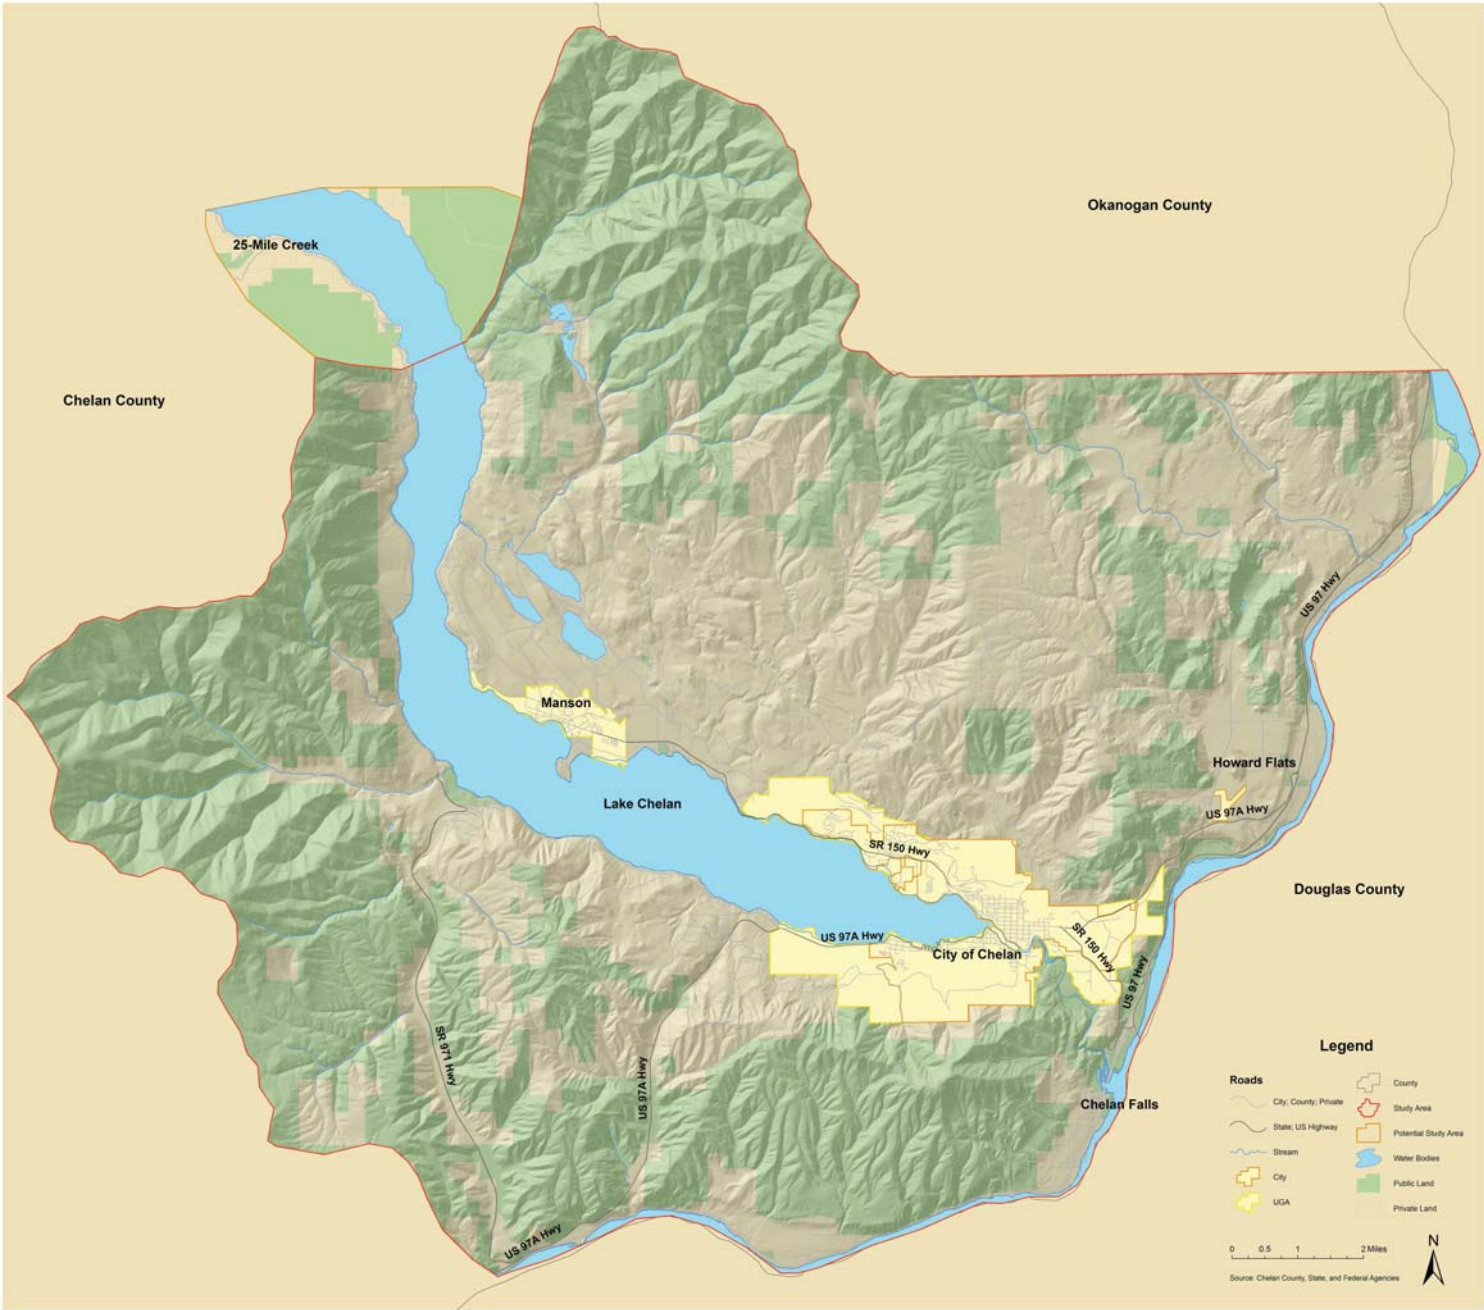 Okanogan County
25-Mile Creek
Chelan County
US 97 Hwy
Manson
Howard Flats
Lake Chelan
US 97A Hwy
SR 150 Hwy
Douglas County
US 97A Hwy
City of Chelan
SR 150 Hwy
US 97 Hwy
SR 971 Hwy
US 97A Hwy
Chelan Falls
US 97A Hwy
Legend
Roads
City; County; Private
State; US Highway
Stream
City
UGA
County
Study Area
Potential Study Area
Water Bodies
Public Land
Private Land
0 0.5 1 2 Miles
N
Source: Chelan County, State, and Federal Agencies